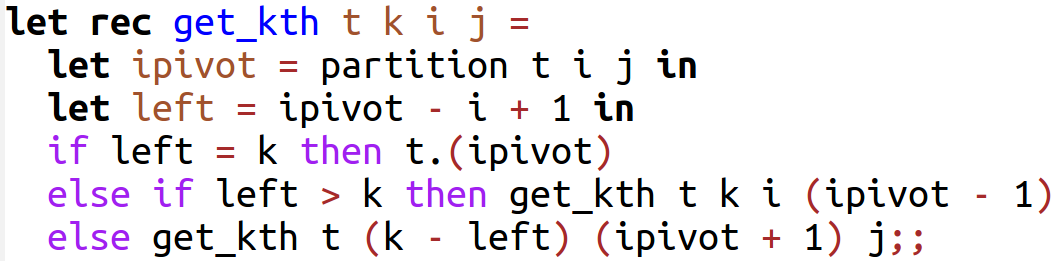 let rec get_kth t k i j =
  let ipivot = partition t i j in
  let left = ipivot - i + 1 in
  if left = k then t.(ipivot)
  else if left > k then get_kth t k i (ipivot - 1)
  else get_kth t (k - left) (ipivot + 1) j;;